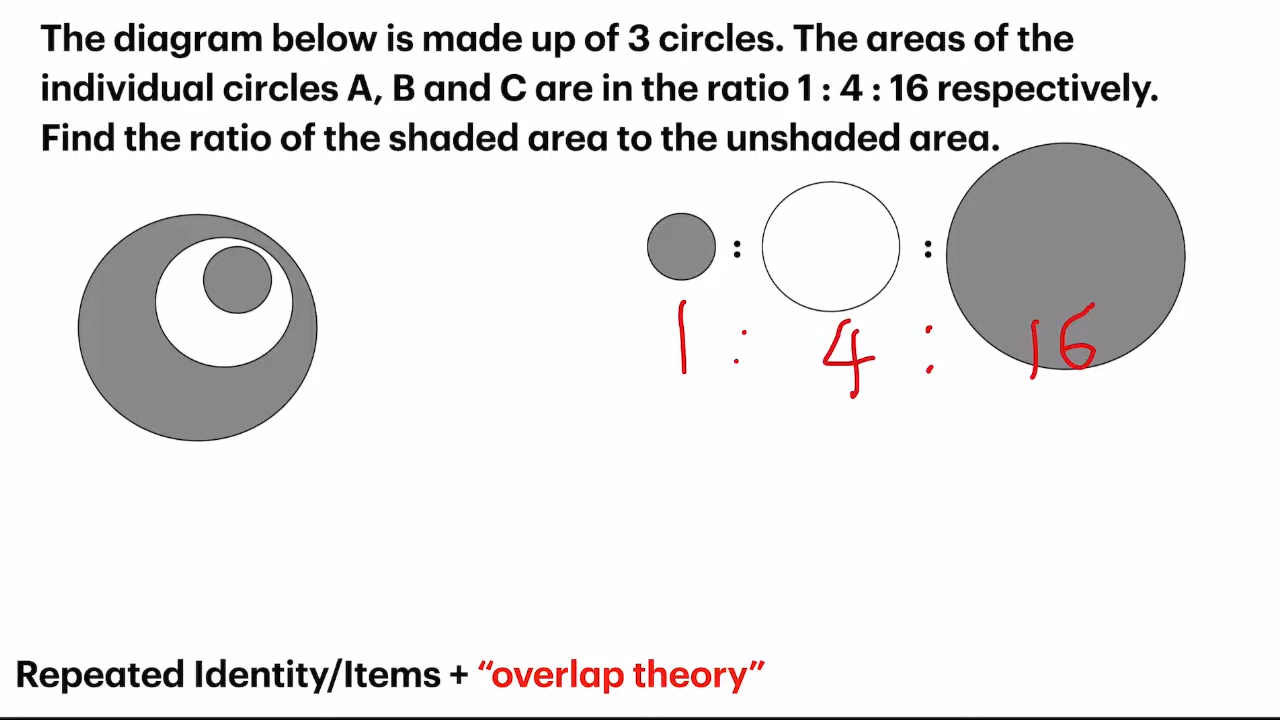 The diagram below is made up of 3 circles. The areas of the
individual circles A, B and C are in the ratio 1 : 4 : 16 respectively.
Find the ratio of the shaded area to the unshaded area.
: :
1 : 4 : 16
Repeated Identity/Items + “overlap theory”